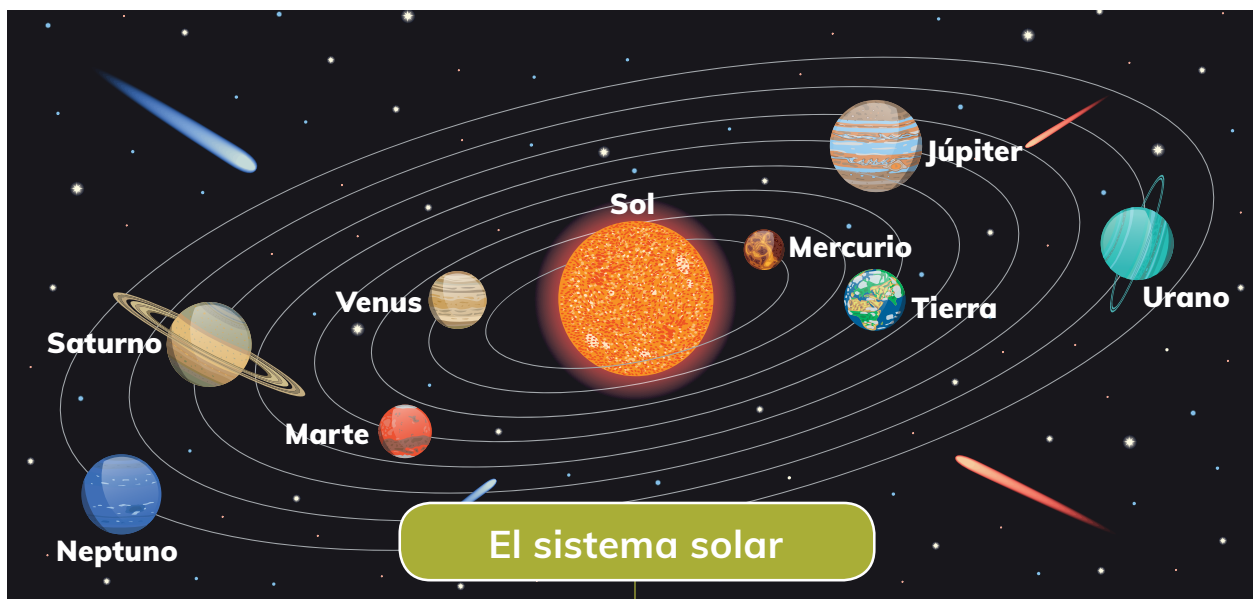 Júpiter
Sol
Mercurio
Venus
Tierra
Urano
Saturno
Marte
Neptuno
El sistema solar